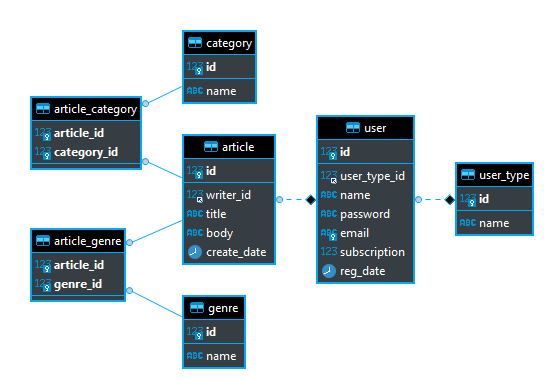 category
123 id
ABC name
article_category
123 article_id
123 category_id
article
123 id
123 writer_id
ABC title
ABC body
create_date
user
123 id
123 user_type_id
ABC name
ABC password
ABC email
123 subscription
reg_date
user_type
123 id
ABC name
article_genre
123 article_id
123 genre_id
genre
123 id
ABC name